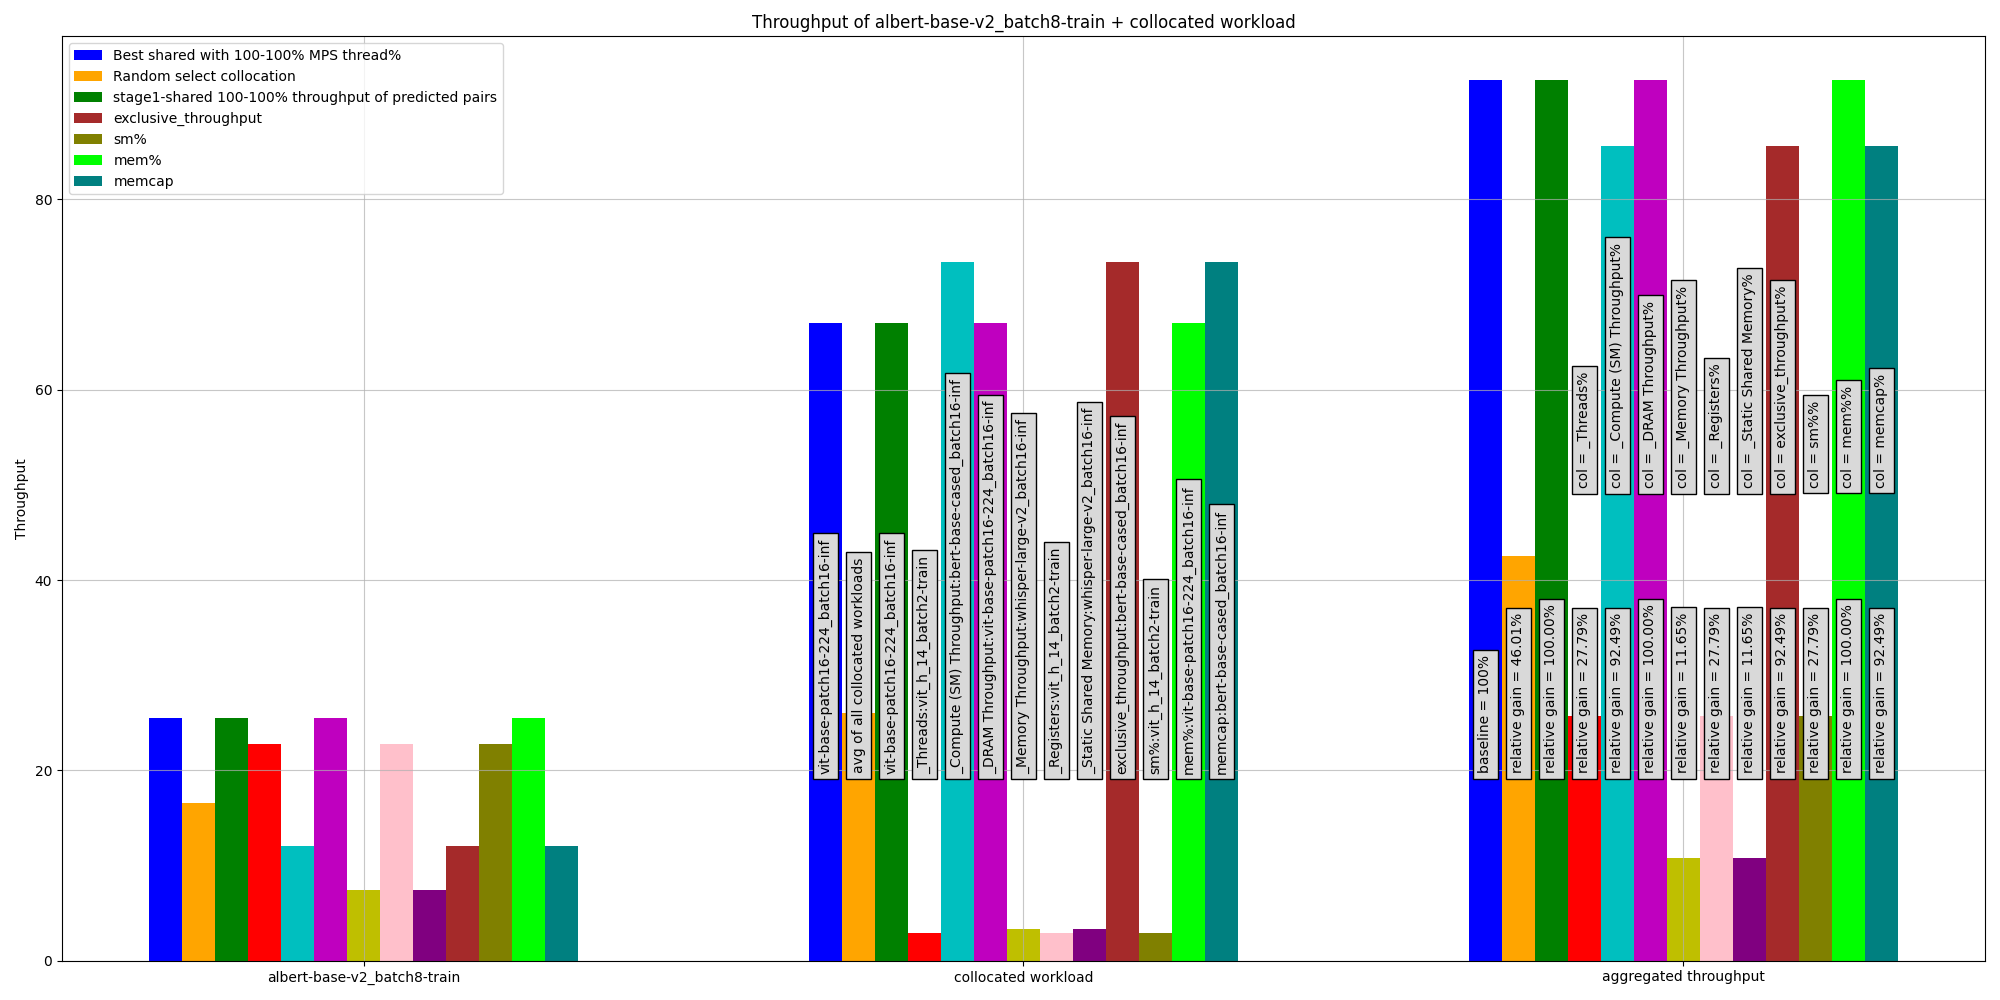 Throughput of albert-base-v2_batch8-train + collocated workload
Best shared with 100-100% MPS thread%
Random select collocation
stage1-shared 100-100% throughput of predicted pairs
exclusive_throughput
sm%
mem%
memcap
Throughput
80
60
40
20
0
vit-base-patch16-224_batch16-inf
avg of all collocated workloads
vit-base-patch16-224_batch16-inf
_Threads:vit_h_14_batch2-train
_Compute (SM) Throughput:bert-base-cased_batch16-inf
_DRAM Throughput:vit-base-patch16-224_batch16-inf
_Memory Throughput:whisper-large-v2_batch16-inf
_Registers:vit_h_14_batch2-train
_Static Shared Memory:whisper-large-v2_batch16-inf
exclusive_throughput:bert-base-cased_batch16-inf
sm%:vit_h_14_batch2-train
mem%:vit-base-patch16-224_batch16-inf
memcap:bert-base-cased_batch16-inf
col = _Threads%
col = _Compute (SM) Throughput%
col = _DRAM Throughput%
col = _Memory Throughput%
col = _Registers%
col = _Static Shared Memory%
col = exclusive_throughput%
col = sm%%
col = mem%%
col = memcap%
baseline = 100%
relative gain = 46.01%
relative gain = 100.00%
relative gain = 27.79%
relative gain = 92.49%
relative gain = 100.00%
relative gain = 11.65%
relative gain = 27.79%
relative gain = 11.65%
relative gain = 92.49%
relative gain = 27.79%
relative gain = 100.00%
relative gain = 92.49%
albert-base-v2_batch8-train
collocated workload
aggregated throughput